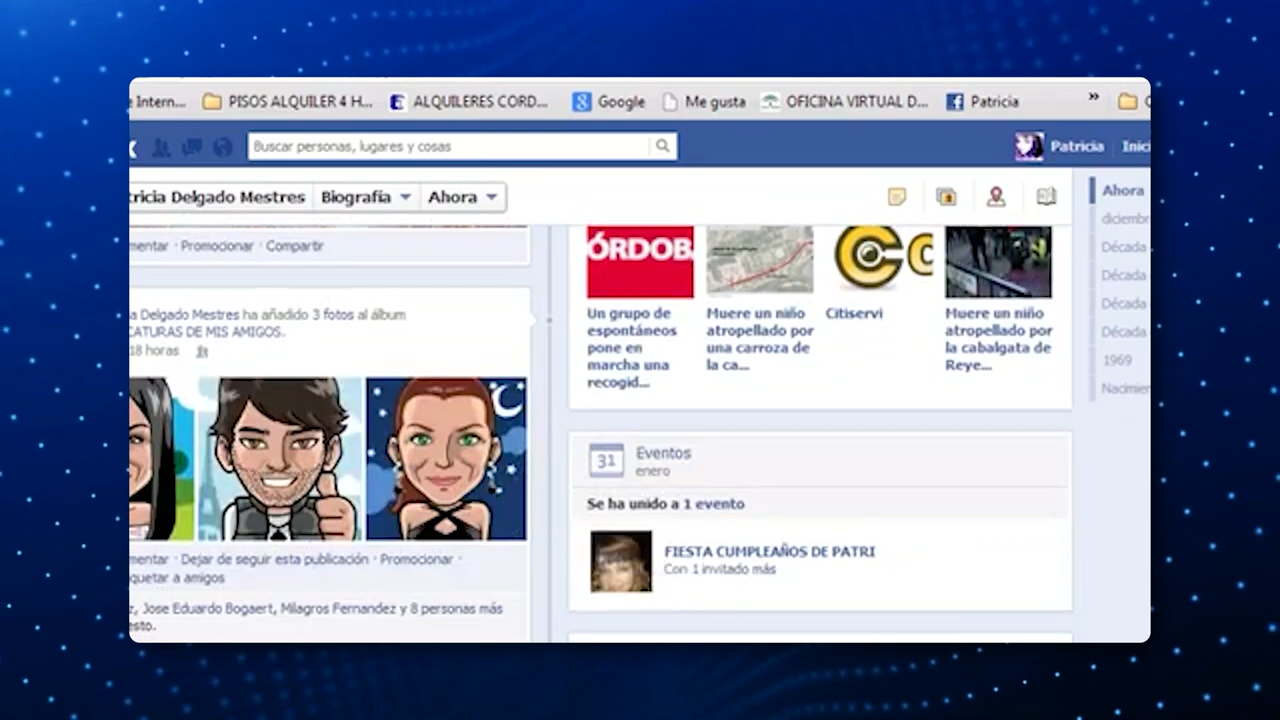 e Intern...
PISOS ALQUILER 4 H...
ALQUILERES CORD...
Google
Me gusta
OFICINA VIRTUAL D...
Patricia
»
Buscar personas, lugares y cosas
Patricia
Inici
tricia Delgado Mestres
Biografía
Ahora
mentar · Promocionar · Compartir
a Delgado Mestres ha añadido 3 fotos al álbum
CATURAS DE MIS AMIGOS.
18 horas
mentar · Dejar de seguir esta publicación · Promocionar ·
quetar a amigos
z, Jose Eduardo Bogaert, Milagros Fernandez y 8 personas más
esto.
ÓRDOB
Un grupo de
espontáneos
pone en
marcha una
recogid...
Muere un niño
atropellado por
una carroza de
la ca...
Citiservi
Muere un niño
atropellado por
la cabalgata de
Reye...
31
Eventos
enero
Se ha unido a 1 evento
FIESTA CUMPLEAÑOS DE PATRI
Con 1 invitado más
Ahora
diciembr
Década
Década
Década
Década
1969
Nacimien